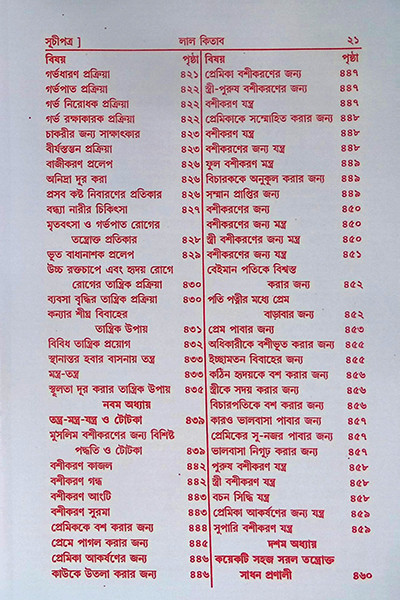 সূচীপত্র ]
লাল কিতাব
২১
বিষয়
পৃষ্ঠা
গর্ভধারণ প্রক্রিয়া ৪২১
গর্ভপাত প্রক্রিয়া ৪২২
গর্ভ নিরোধক প্রক্রিয়া ৪২২
গর্ভ রক্ষাকারক প্রক্রিয়া ৪২২
চাকরীর জন্য সাক্ষাৎকার ৪২৩
বীর্যস্তম্ভন প্রক্রিয়া ৪২৩
বাজীকরণ প্রলেপ ৪২৬
অনিদ্রা দূর করা ৪২৬
প্রসব কষ্ট নিবারণের প্রতিকার ৪২৬
বন্ধ্যা নারীর চিকিৎসা ৪২৭
মৃতবৎসা ও গর্ভপাত রোগের
তন্ত্রোক্ত প্রতিকার ৪২৮
ভূত বাধানাশক প্রলেপ ৪২৯
উচ্চ রক্তচাপে এবং হৃদয় রোগে
রোগের তান্ত্রিক প্রক্রিয়া ৪৩০
ব্যবসা বৃদ্ধির তান্ত্রিক প্রক্রিয়া ৪৩০
কন্যার শীঘ্র বিবাহের
তান্ত্রিক উপায় ৪৩১
বিবিধ তান্ত্রিক প্রয়োগ ৪৩২
স্থানান্তর হবার বাসনায় তন্ত্র ৪৩৩
মন্ত্র-তন্ত্র ৪৩৩
স্থূলতা দূর করার তান্ত্রিক উপায় ৪৩৫
নবম অধ্যায়
তন্ত্র-মন্ত্র-যন্ত্র ও টোটকা ৪৩৯
মুসলিম বশীকরণের জন্য বিশিষ্ট
পদ্ধতি ও টোটকা ৪৩৯
বশীকরণ কাজল ৪৪২
বশীকরণ গন্ধ ৪৪২
বশীকরণ আংটি ৪৪৩
বশীকরণ সুরমা ৪৪৩
প্রেমিককে বশ করার জন্য ৪৪৪
প্রেমে পাগল করার জন্য ৪৪৫
প্রেমিকা আকর্ষণের জন্য ৪৪৬
কাউকে উতলা করার জন্য ৪৪৬
বিষয়
পৃষ্ঠা
প্রেমিকা বশীকরণের জন্য ৪৪৭
স্ত্রী-পুরুষ বশীকরণের জন্য ৪৪৭
বশীকরণ যন্ত্র ৪৪৭
প্রেমিকাকে সম্মোহিত করার জন্য ৪৪৮
বশীকরণ যন্ত্র ৪৪৮
বশীকরণের জন্য যন্ত্র ৪৪৮
ফুল বশীকরণ মন্ত্র ৪৪৯
বিচারককে অনুকূল করার জন্য ৪৪৯
সম্মান প্রাপ্তির জন্য ৪৪৯
বশীকরণের জন্য ৪৫০
বশীকরণের জন্য মন্ত্র ৪৫০
স্ত্রী বশীকরণের জন্য মন্ত্র ৪৫০
বশীকরণের জন্য যন্ত্র ৪৫১
বেইমান পতিকে বিশ্বস্ত
করার জন্য ৪৫২
পতি পত্নীর মধ্যে প্রেম
বাড়াবার জন্য ৪৫২
প্রেম পাবার জন্য ৪৫৩
অধিকারীকে বশীভূত করার জন্য ৪৫৫
ইচ্ছামতন বিবাহের জন্য ৪৫৫
কঠিন হৃদয়কে বশ করার জন্য ৪৫৬
স্ত্রীকে সদয় করার জন্য ৪৫৬
বিচারপতিকে বশ করার জন্য ৪৫৬
কারও ভালবাসা পাবার জন্য ৪৫৭
প্রেমিকের সু-নজর পাবার জন্য ৪৫৭
ভালবাসা নিগূঢ় করার জন্য ৪৫৭
পুরুষ বশীকরণ যন্ত্র ৪৫৮
স্ত্রী বশীকরণ যন্ত্র ৪৫৮
বচন সিদ্ধি যন্ত্র ৪৫৮
প্রেমিকা আকর্ষণের জন্য যন্ত্র ৪৫৯
সুপারি বশীকরণ যন্ত্র ৪৫৯
দশম অধ্যায়
কয়েকটি সহজ সরল তন্ত্রোক্ত
সাধন প্রণালী ৪৬০